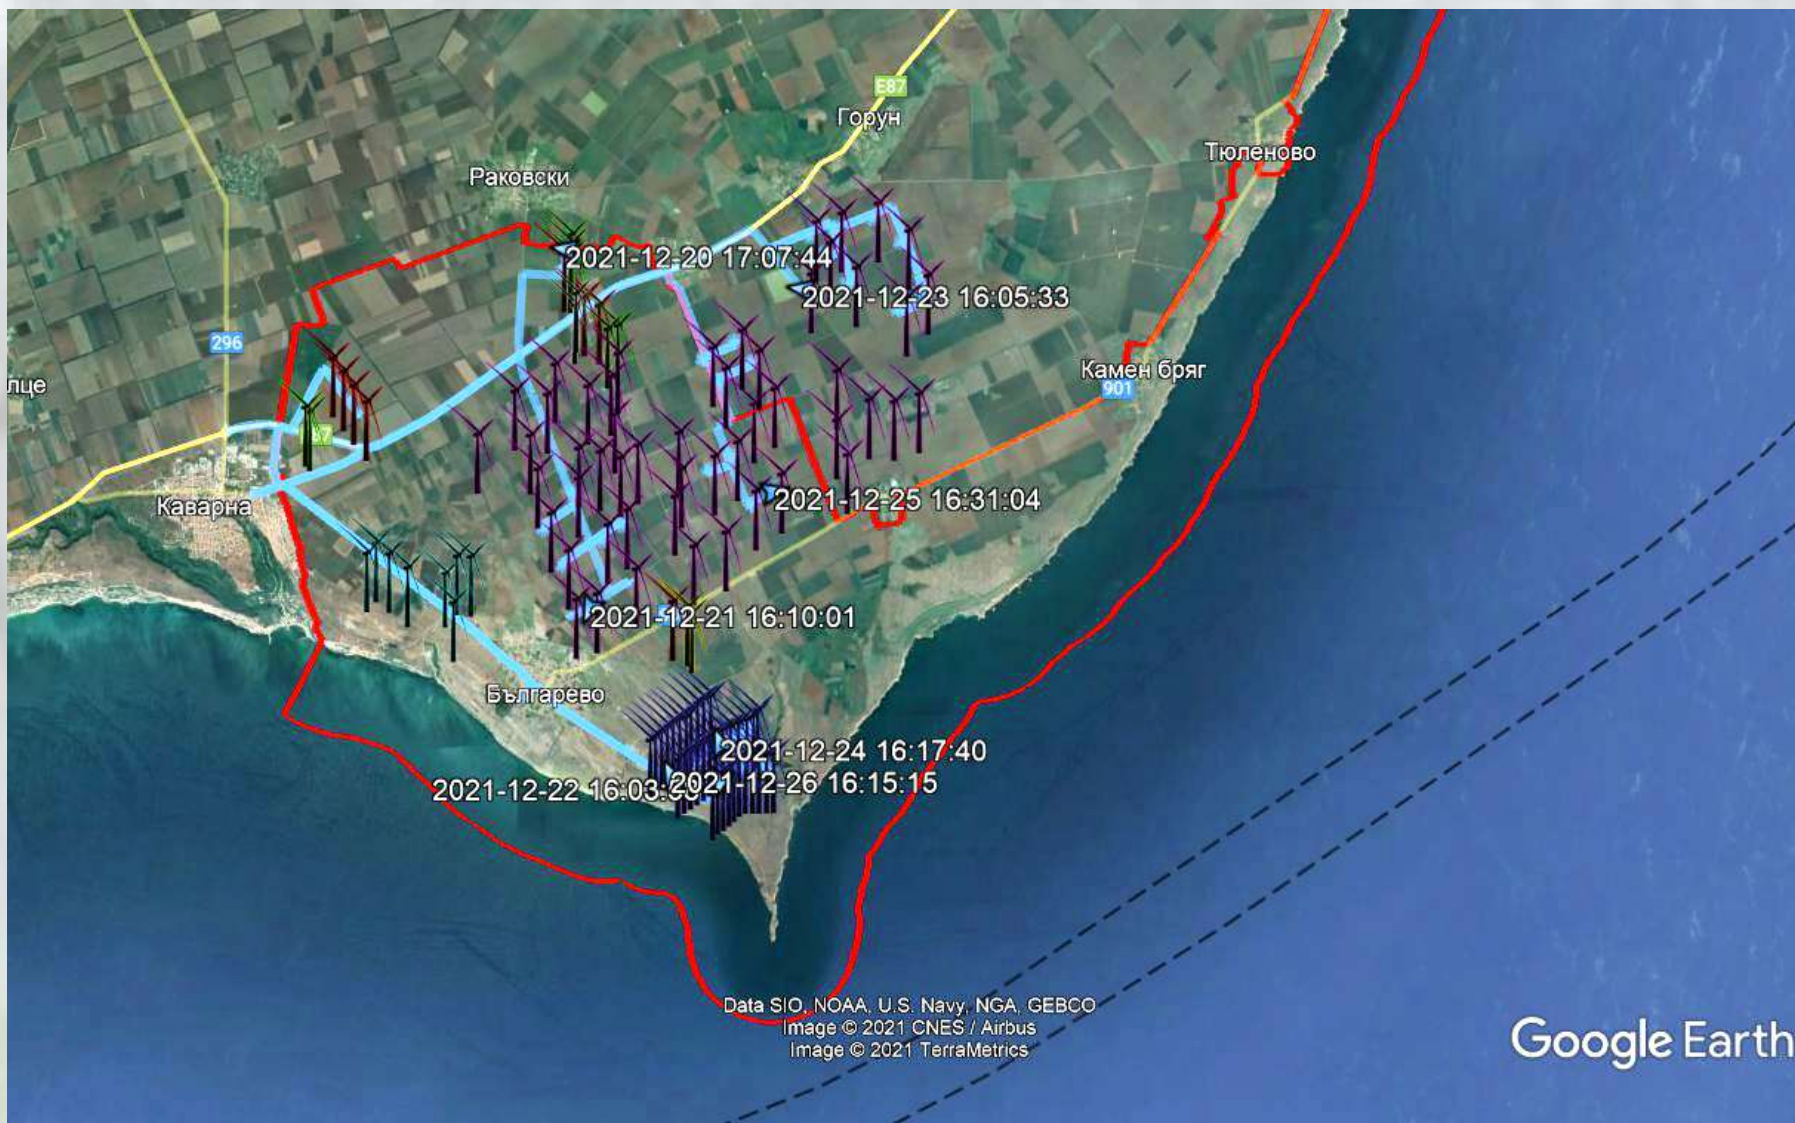 E87
Горун
Тюленово
Раковски
2021-12-20 17:07:44
2021-12-23 16:05:33
296
Камен бряг
лце
901
87
2021-12-25 16:31:04
Каварна
2021-12-21 16:10:01
Българево
2021-12-24 16:17:40
2021-12-22 16:03:
2021-12-26 16:15:15
Data SIO, NOAA, U.S. Navy, NGA, GEBCO
Image © 2021 CNES / Airbus
Image © 2021 TerraMetrics
Google Earth